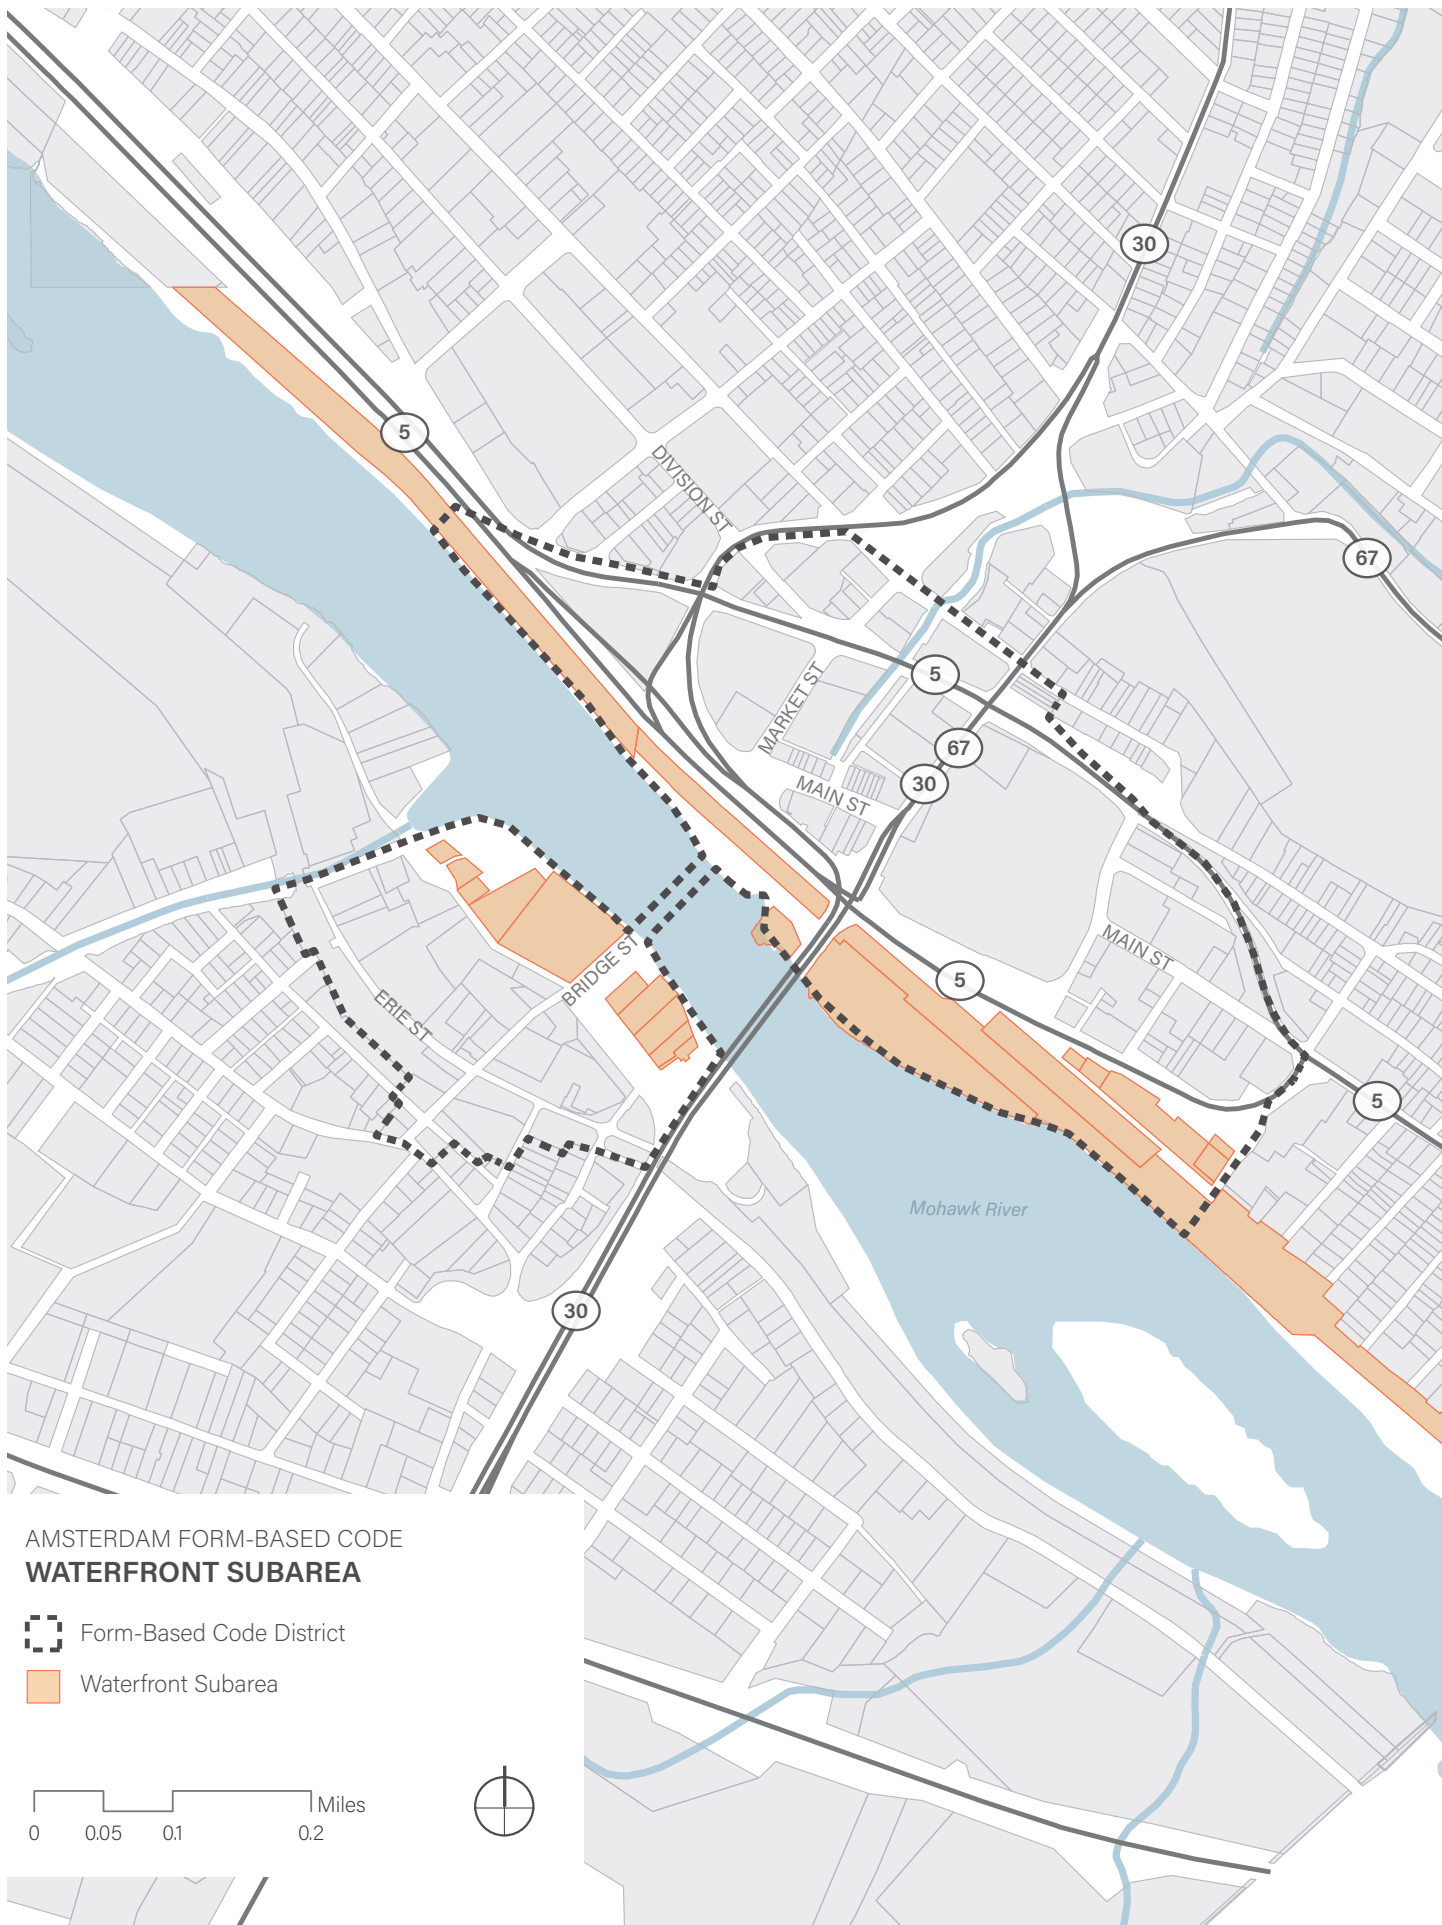 30
5
DIVISION ST
67
5
MARKET ST
67
30
MAIN ST
MAIN ST
BRIDGE ST
5
ERIE ST
5
Mohawk River
30
AMSTERDAM FORM-BASED CODE
WATERFRONT SUBAREA
Form-Based Code District
Waterfront Subarea
Miles
0 0.05 0.1 0.2